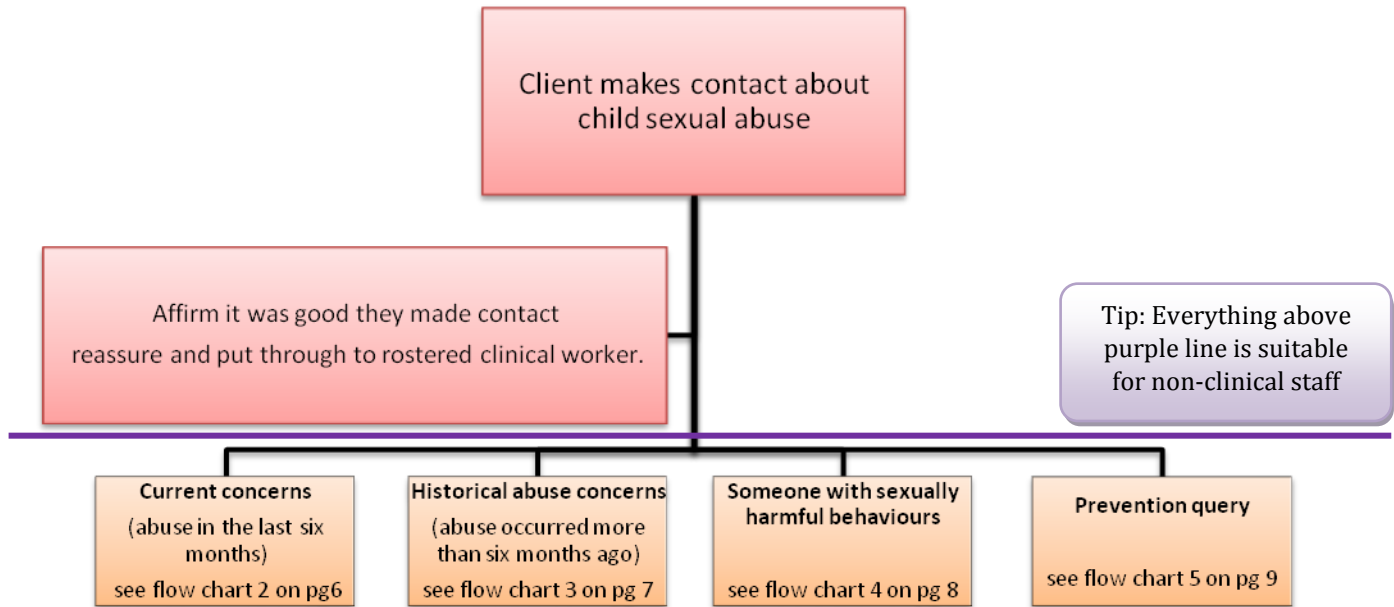 Client makes contact about
child sexual abuse
Affirm it was good they made contact
reassure and put through to rostered clinical worker.
Tip: Everything above
purple line is suitable
for non-clinical staff
Current concerns
(abuse in the last six
months)
see flow chart 2 on pg6
Historical abuse concerns
(abuse occurred more
than six months ago)
see flow chart 3 on pg 7
Someone with sexually
harmful behaviours
see flow chart 4 on pg 8
Prevention query
see flow chart 5 on pg 9